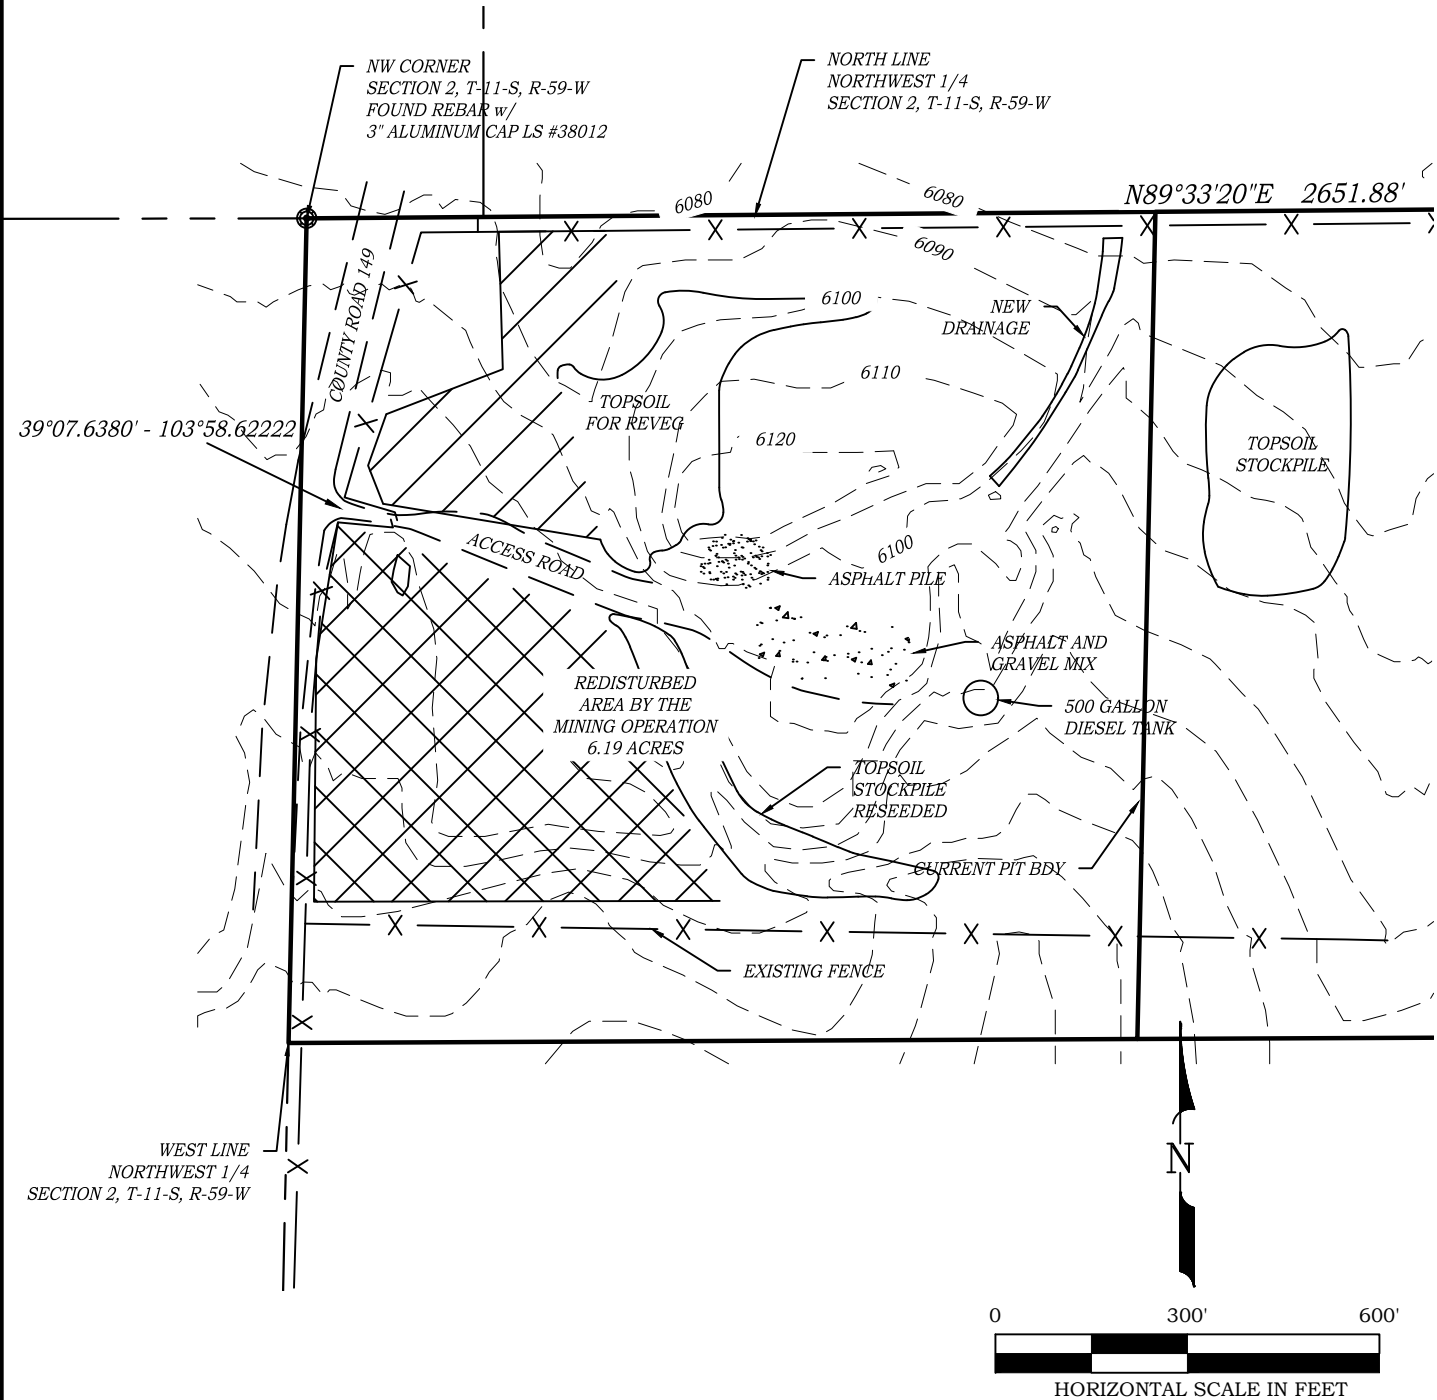 NW CORNER
SECTION 2, T-11-S, R-59-W
FOUND REBAR w/
3" ALUMINUM CAP LS #38012
NORTH LINE
NORTHWEST 1/4
SECTION 2, T-11-S, R-59-W
N89°33'20"E 2651.88'
6080
6080
6090
COUNTY ROAD 149
6100
NEW
DRAINAGE
6110
TOPSOIL
FOR REVEG
39°07.6380' - 103°58.62222
6120
TOPSOIL
STOCKPILE
ACCESS ROAD
6100
ASPHALT PILE
ASPHALT AND
GRAVEL MIX
REDISTURBED
AREA BY THE
MINING OPERATION
6.19 ACRES
500 GALLON
DIESEL TANK
TOPSOIL
STOCKPILE
RESEEDED
CURRENT PIT BDY
EXISTING FENCE
WEST LINE
NORTHWEST 1/4
SECTION 2, T-11-S, R-59-W
N
0 300' 600'
HORIZONTAL SCALE IN FEET